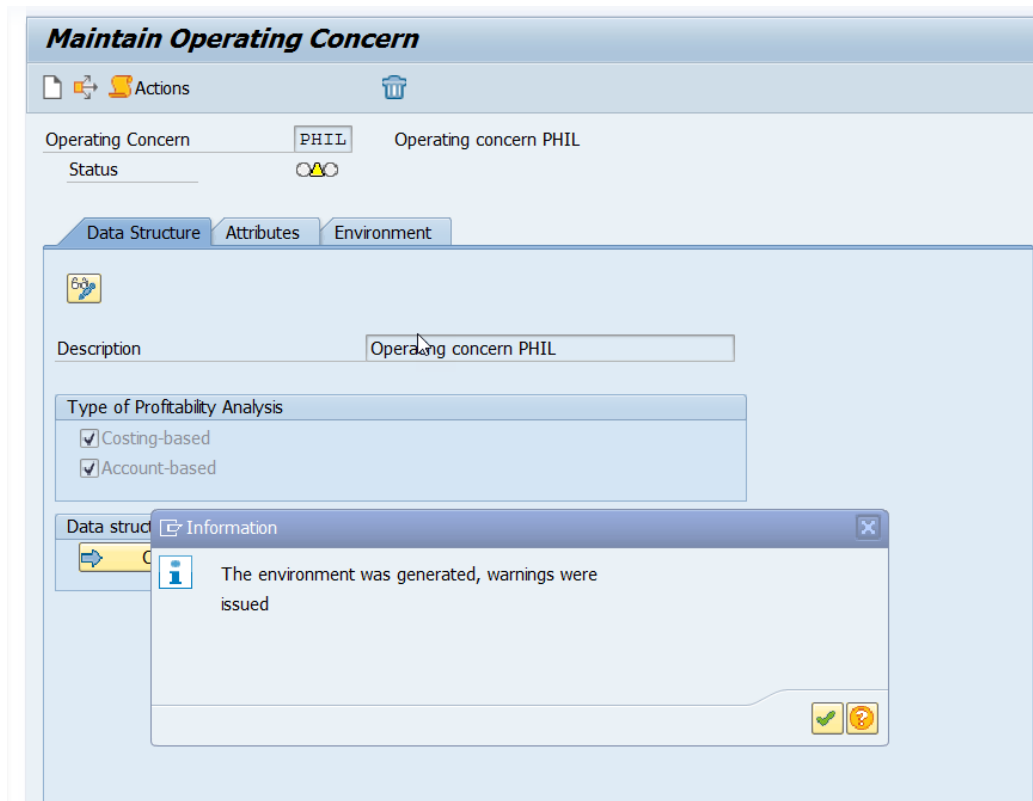 Maintain Operating Concern
Actions
Operating Concern PHIL Operating concern PHIL
Status
Data Structure Attributes Environment
Description Operating concern PHIL
Type of Profitability Analysis
Costing-based
Account-based
Data
Information
The environment was generated, warnings were
issued